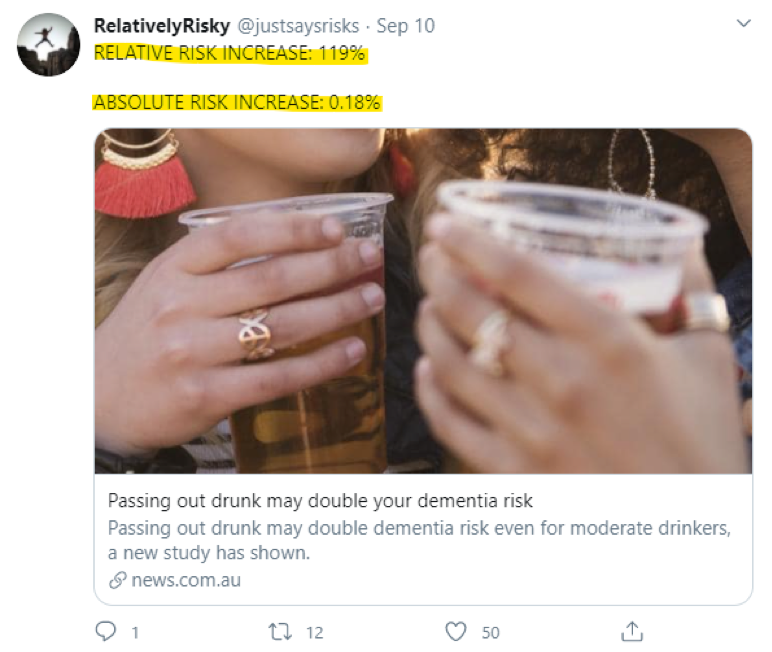 RelativelyRisky @justsaysrisks · Sep 10
RELATIVE RISK INCREASE: 119%
ABSOLUTE RISK INCREASE: 0.18%
Passing out drunk may double your dementia risk
Passing out drunk may double dementia risk even for moderate drinkers,
a new study has shown.
news.com.au
1 12 50